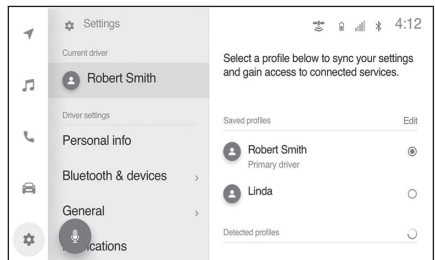 Settings
4:12
Current driver
Robert Smith
Driver settings
Personal info
Bluetooth & devices
General
Select a profile below to sync your settings
and gain access to connected services.
Saved profiles
Edit
Robert Smith
Primary driver
Linda
Detected profiles